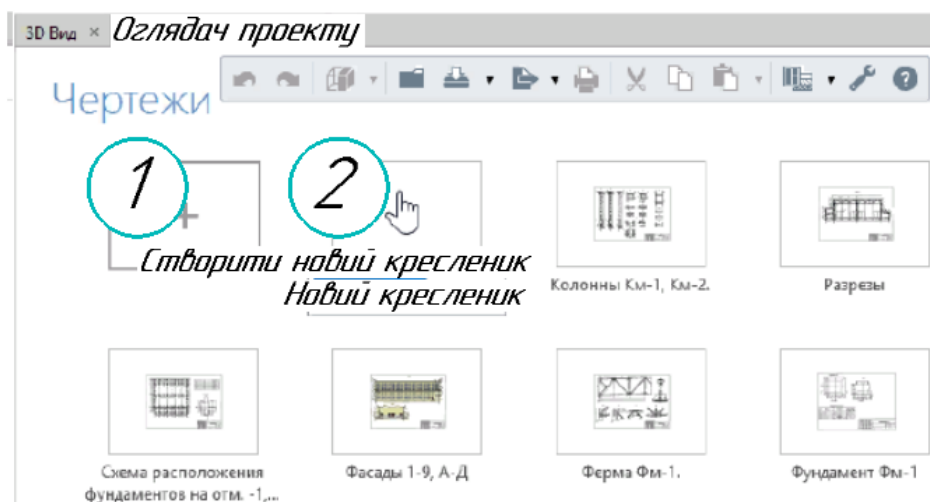 3D Вид × Оглядач проекту
Чертежи
1
2
Створити новий кресленик
Новий кресленик
Колонны Км-1, Км-2.
Разрезы
Схема расположения
фундаментов на отм. -1,...
Фасады 1-9, А-Д
Ферма Фм-1.
Фундамент Фм-1